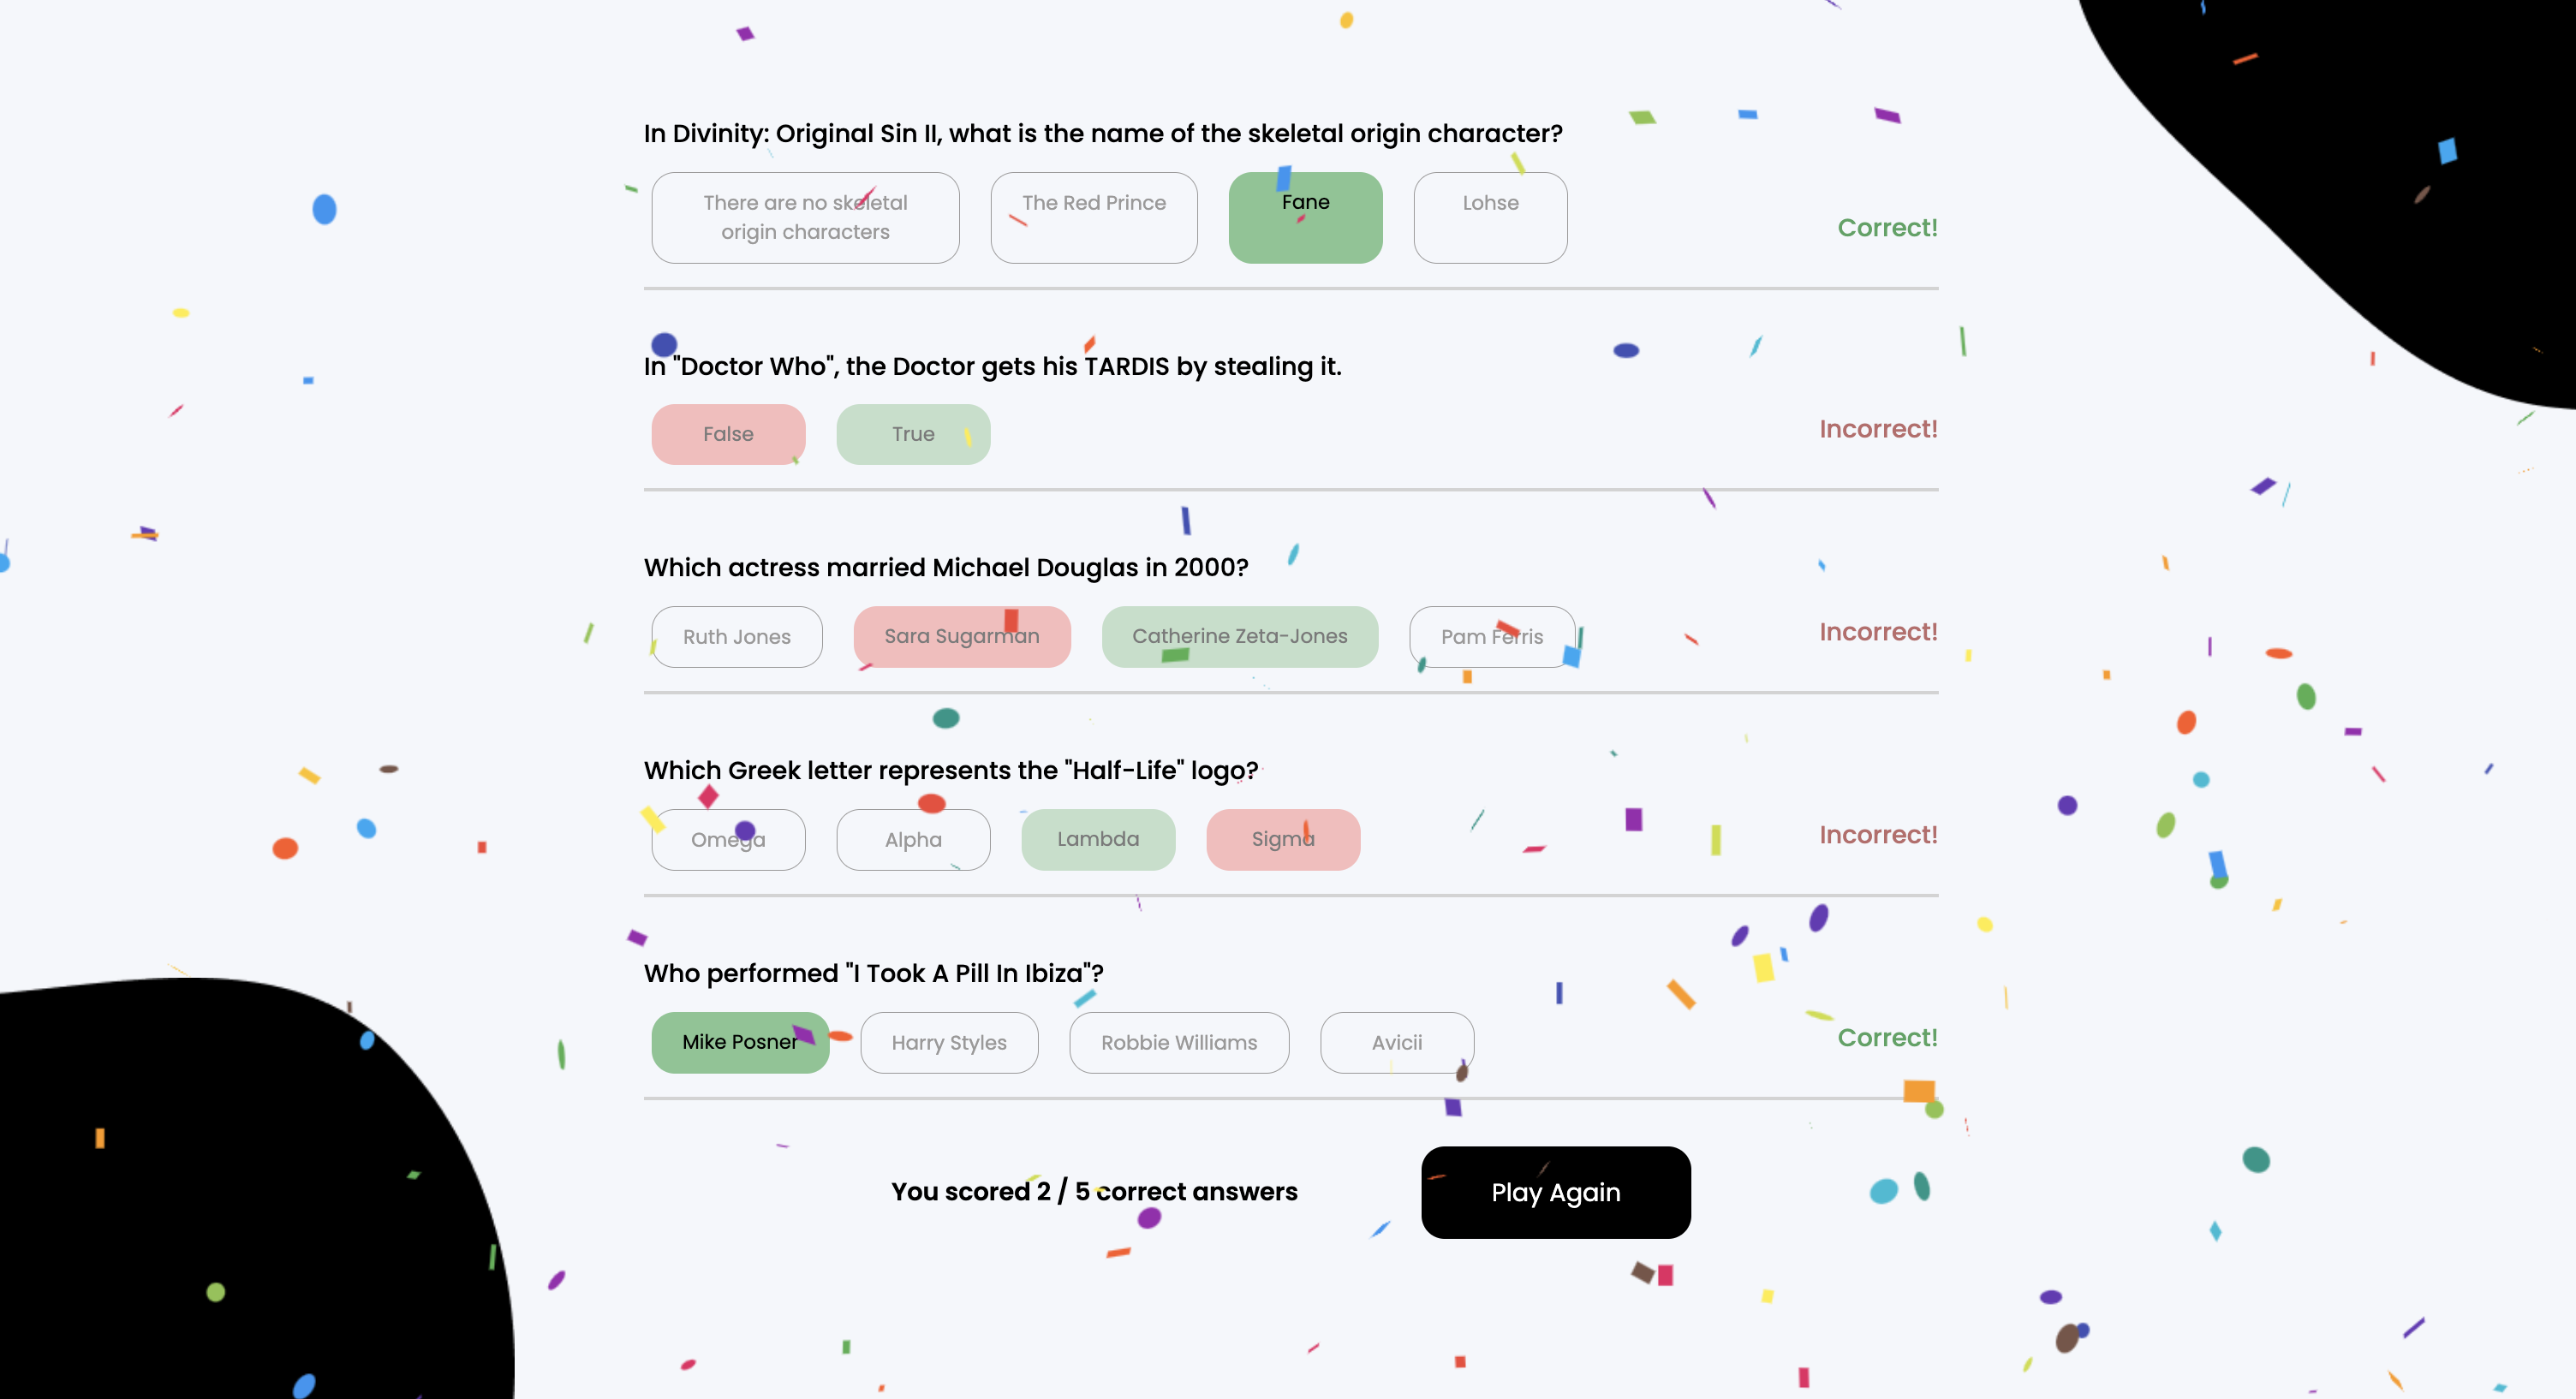 In Divinity: Original Sin II, what is the name of the skeletal origin character?
There are no skeletal
origin characters
The Red Prince
Fane
Lohse
Correct!
In "Doctor Who", the Doctor gets his TARDIS by stealing it.
False
True
Incorrect!
Which actress married Michael Douglas in 2000?
Ruth Jones
Sara Sugarman
Catherine Zeta-Jones
Pam Ferris
Incorrect!
Which Greek letter represents the "Half-Life" logo?
Omega
Alpha
Lambda
Sigma
Incorrect!
Who performed "I Took A Pill In Ibiza"?
Mike Posner
Harry Styles
Robbie Williams
Avicii
Correct!
You scored 2 / 5 correct answers
Play Again